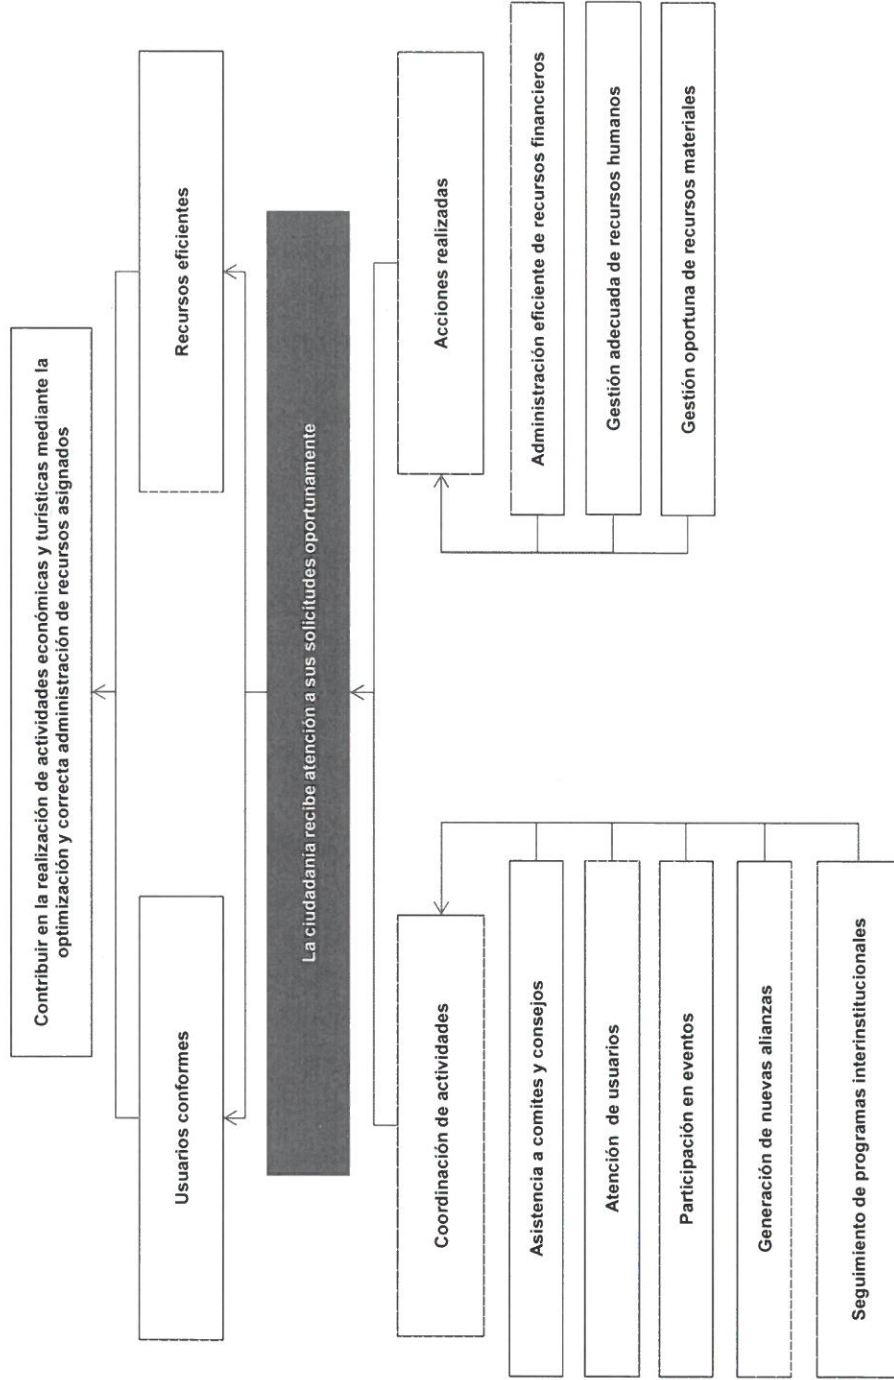 Contribuir en la realización de actividades económicas y turísticas mediante la
optimización y correcta administración de recursos asignados
Usuarios conformes
Recursos eficientes
La ciudadanía recibe atención a sus solicitudes oportunamente
Coordinación de actividades
Asistencia a comites y consejos
Atención de usuarios
Participación en eventos
Generación de nuevas alianzas
Seguimiento de programas interinstitucionales
Acciones realizadas
Administración eficiente de recursos financieros
Gestión adecuada de recursos humanos
Gestión oportuna de recursos materiales